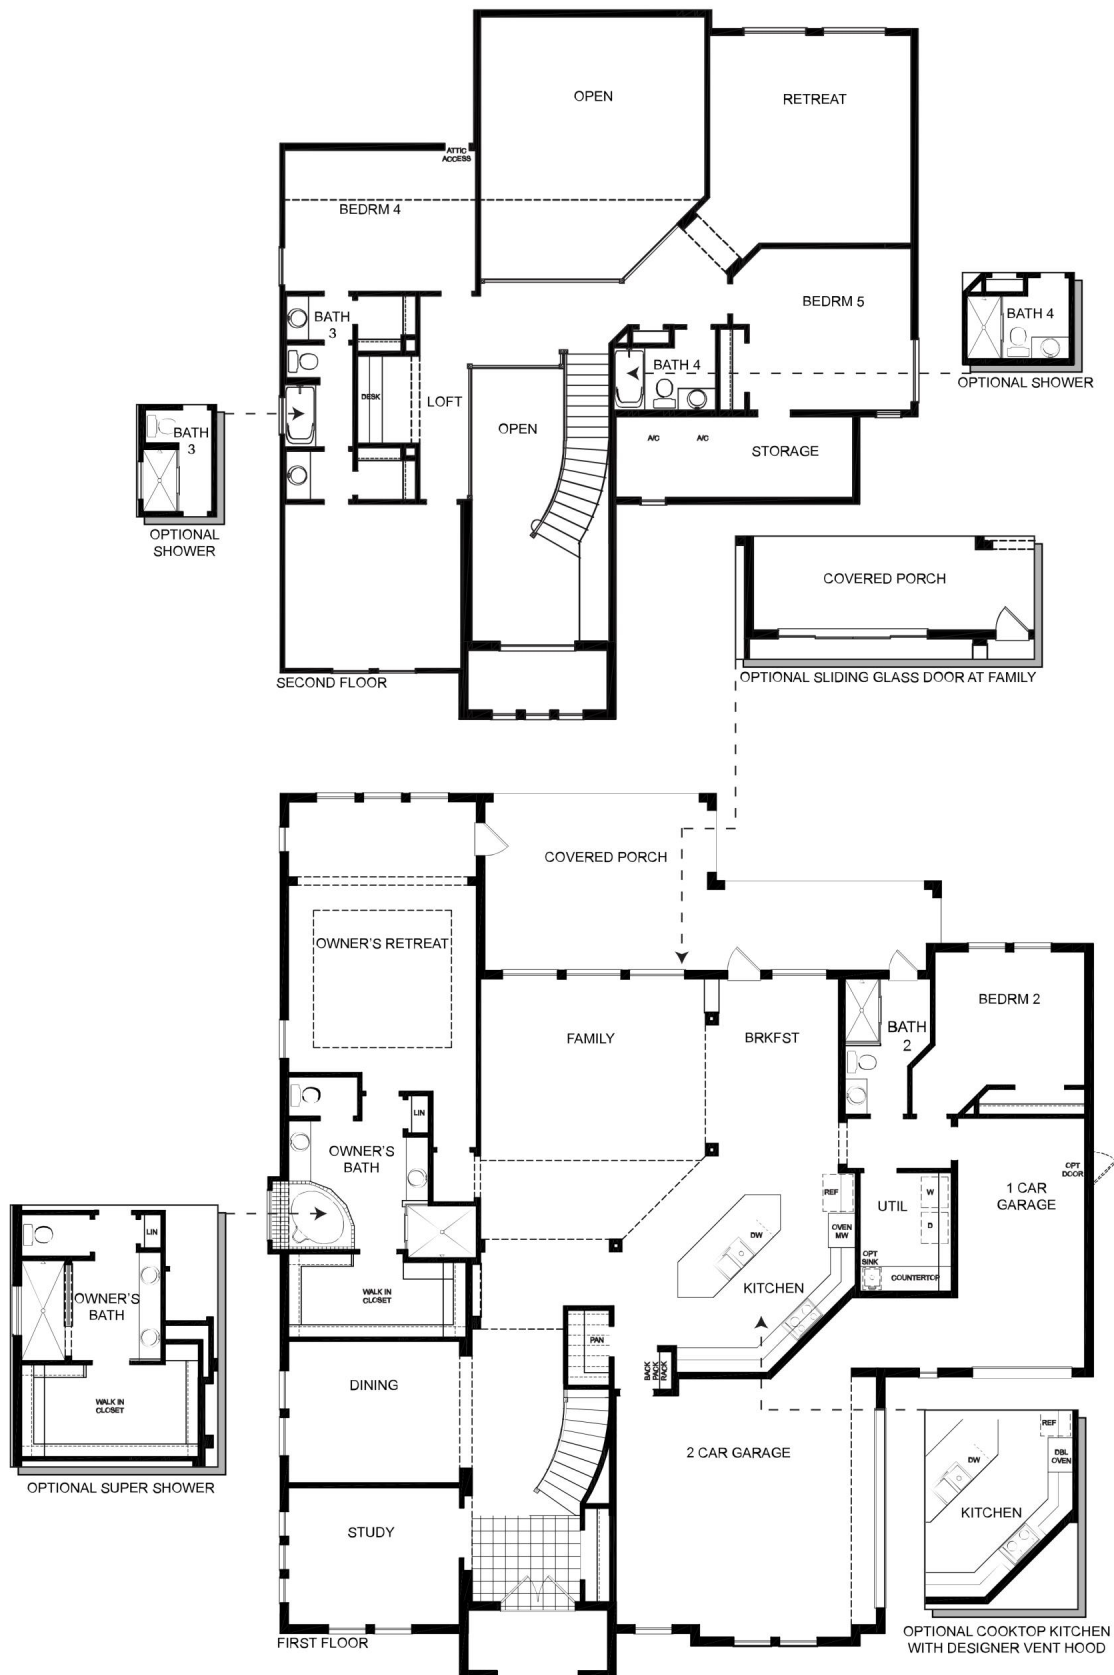 OPEN
RETREAT
ATTIC
ACCESS
BEDRM 4
BEDRM 5
BATH
3
BATH 4
BATH 4
OPTIONAL SHOWER
DESK
LOFT
OPEN
A/C
A/C
STORAGE
BATH
3
OPTIONAL
SHOWER
COVERED PORCH
SECOND FLOOR
OPTIONAL SLIDING GLASS DOOR AT FAMILY
COVERED PORCH
OWNER'S RETREAT
BEDRM 2
FAMILY
BRKFST
BATH
2
LIN
OWNER'S
BATH
OPT
DOOR
REF
W
UTIL
1 CAR
GARAGE
LIN
OVEN
MW
D
DW
OPT
SINK
COUNTERTOP
OWNER'S
BATH
WALK IN
CLOSET
KITCHEN
PAN
BACK
PACK
RACK
DINING
WALK IN
CLOSET
2 CAR GARAGE
REF
DBL
OVEN
DW
OPTIONAL SUPER SHOWER
KITCHEN
STUDY
FIRST FLOOR
OPTIONAL COOKTOP KITCHEN
WITH DESIGNER VENT HOOD